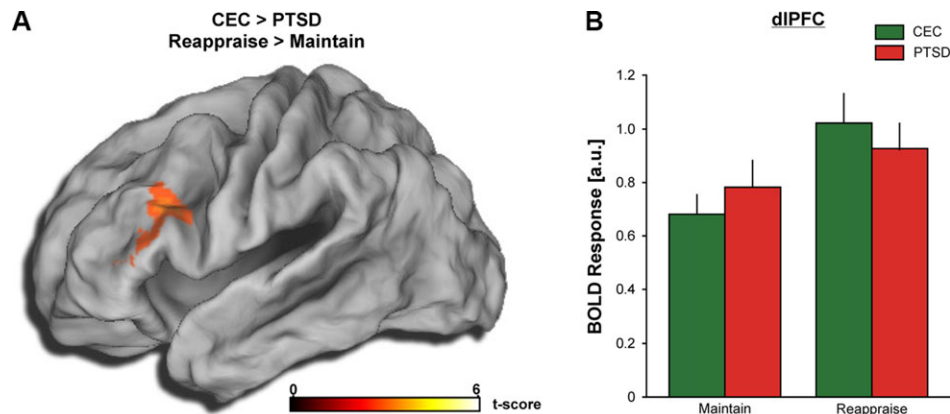 A
CEC > PTSD
Reappraise > Maintain
0
6
t-score
B
dlPFC
CEC
PTSD
BOLD Response [a.u.]
1.2
1.0
0.8
0.6
0.4
0.2
0
Maintain
Reappraise